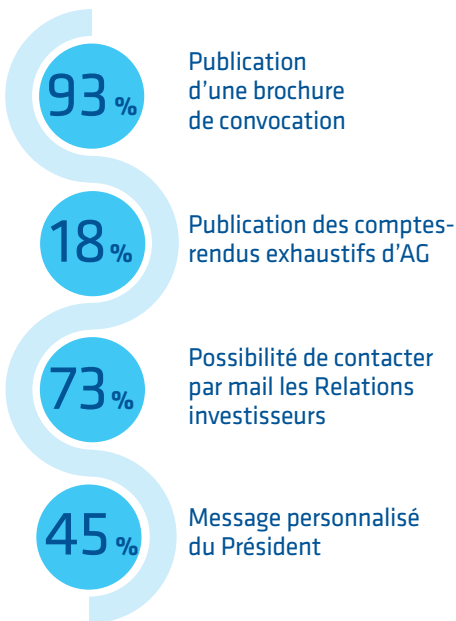 93 %
Publication
d’une brochure
de convocation
18 %
Publication des comptes-
rendus exhaustifs d’AG
73 %
Possibilité de contacter
par mail les Relations
investisseurs
45 %
Message personnalisé
du Président